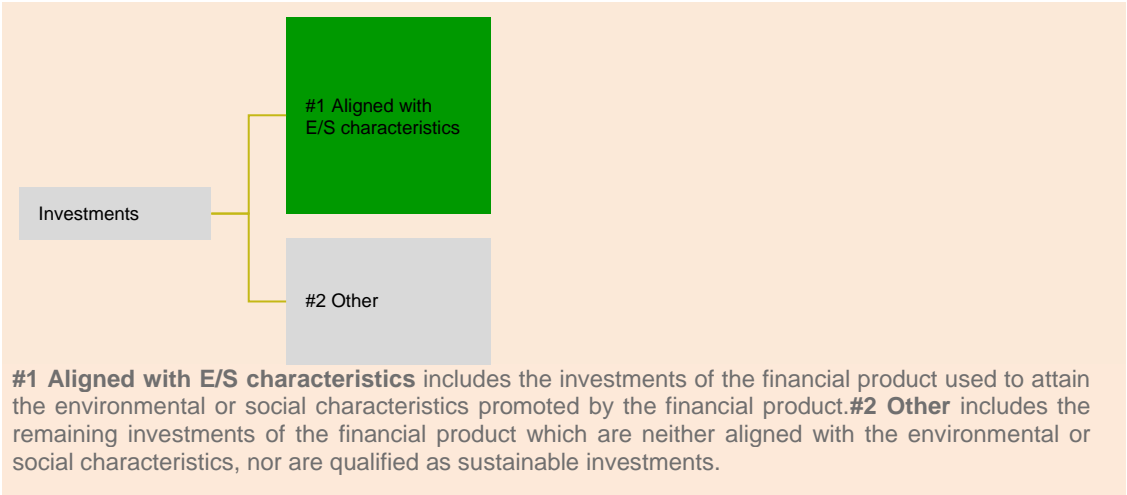 #1 Aligned with
E/S characteristics
Investments
#2 Other
#1 Aligned with E/S characteristics includes the investments of the financial product used to attain
the environmental or social characteristics promoted by the financial product.#2 Other includes the
remaining investments of the financial product which are neither aligned with the environmental or
social characteristics, nor are qualified as sustainable investments.